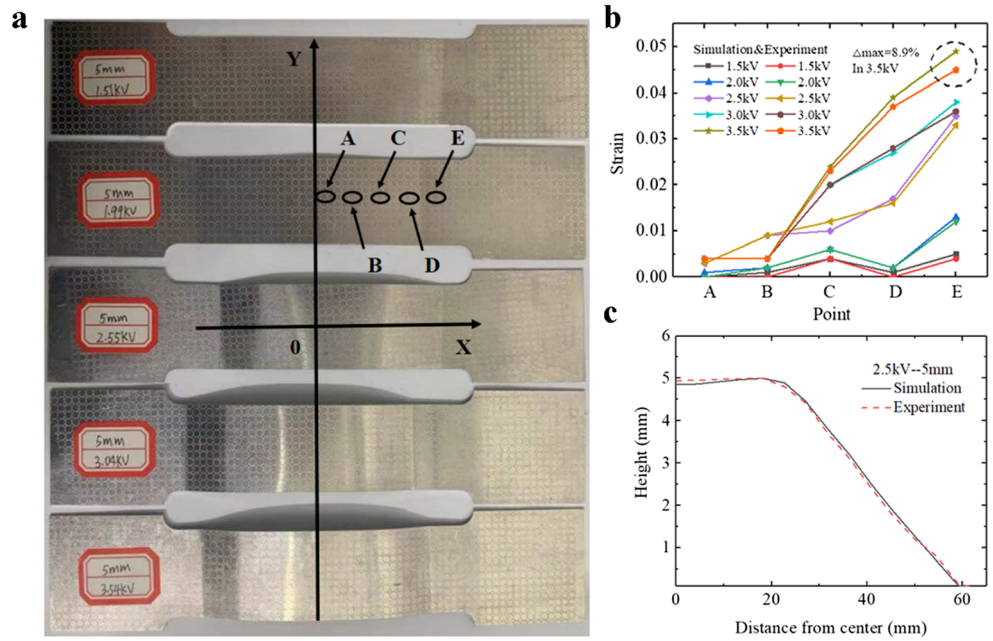 a
5mm
1.51kV
Y
A
C
E
5mm
1.99kV
B
D
5mm
2.55kV
0
X
5mm
3.04kV
5mm
3.54kV
b
0.05
0.04
0.03
0.02
0.01
0.00
Strain
Simulation&Experiment
1.5kV 1.5kV
2.0kV 2.0kV
2.5kV 2.5kV
3.0kV 3.0kV
3.5kV 3.5kV
△max=8.9%
In 3.5kV
A B C D E
Point
c
6
5
4
3
2
1
Height (mm)
2.5kV--5mm
Simulation
Experiment
0 20 40 60
Distance from center (mm)